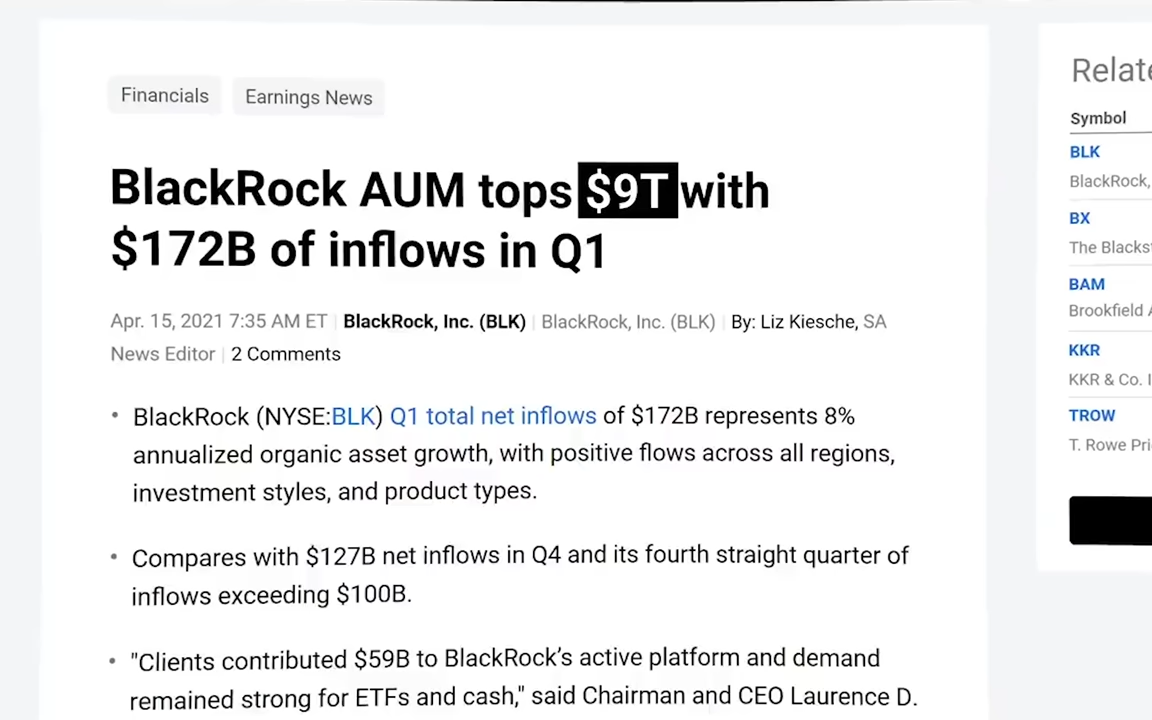 Financials
Earnings News
BlackRock AUM tops $9T with
$172B of inflows in Q1
Apr. 15, 2021 7:35 AM ET | BlackRock, Inc. (BLK) | BlackRock, Inc. (BLK) | By: Liz Kiesche, SA
News Editor | 2 Comments
• BlackRock (NYSE:BLK) Q1 total net inflows of $172B represents 8%
annualized organic asset growth, with positive flows across all regions,
investment styles, and product types.
• Compares with $127B net inflows in Q4 and its fourth straight quarter of
inflows exceeding $100B.
• "Clients contributed $59B to BlackRock’s active platform and demand
remained strong for ETFs and cash," said Chairman and CEO Laurence D.
Symbol
BLK
BlackRock,
BX
The
BAM
Brookfield
KKR
KKR & Co.
TROW
T. Rowe